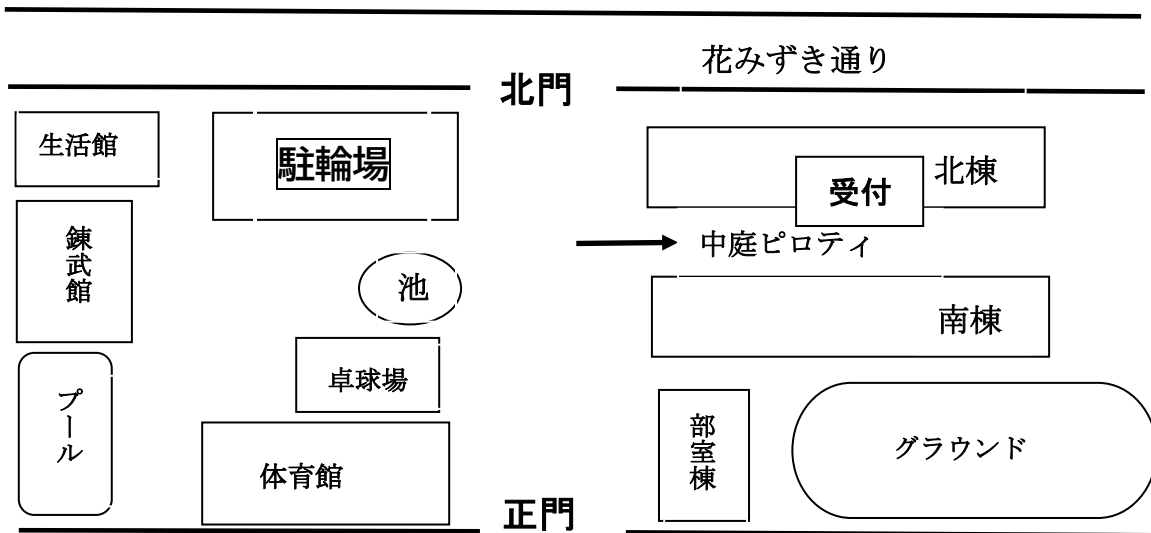 花みずき通り
北門
生活館
駐輪場
北棟
受付
錬武館
中庭ピロティ
池
南棟
卓球場
プール
部室棟
グラウンド
体育館
正門